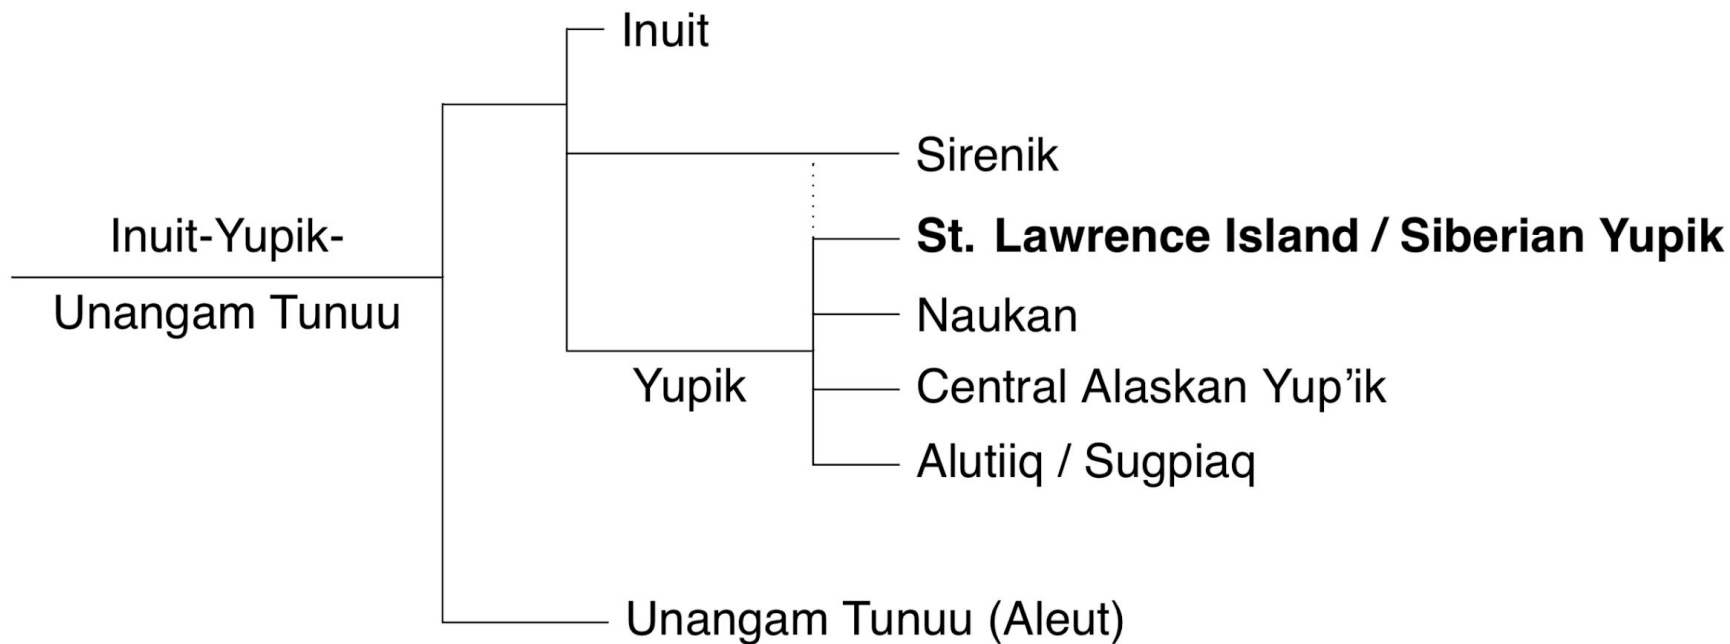 Inuit
Sirenik
Inuit-Yupik-
St. Lawrence Island / Siberian Yupik
Unangam Tunuu
Naukan
Yupik
Central Alaskan Yup’ik
Alutiiq / Sugpiaq
Unangam Tunuu (Aleut)